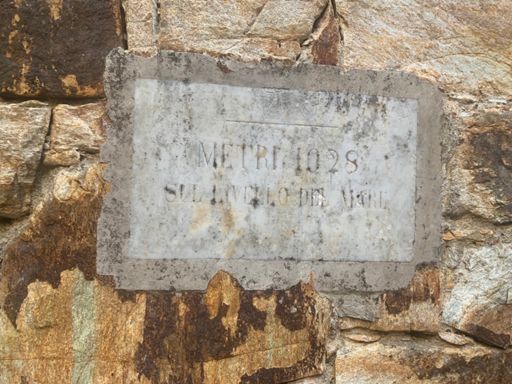 METRI 1028
SUL LIVELLO DEL MARE